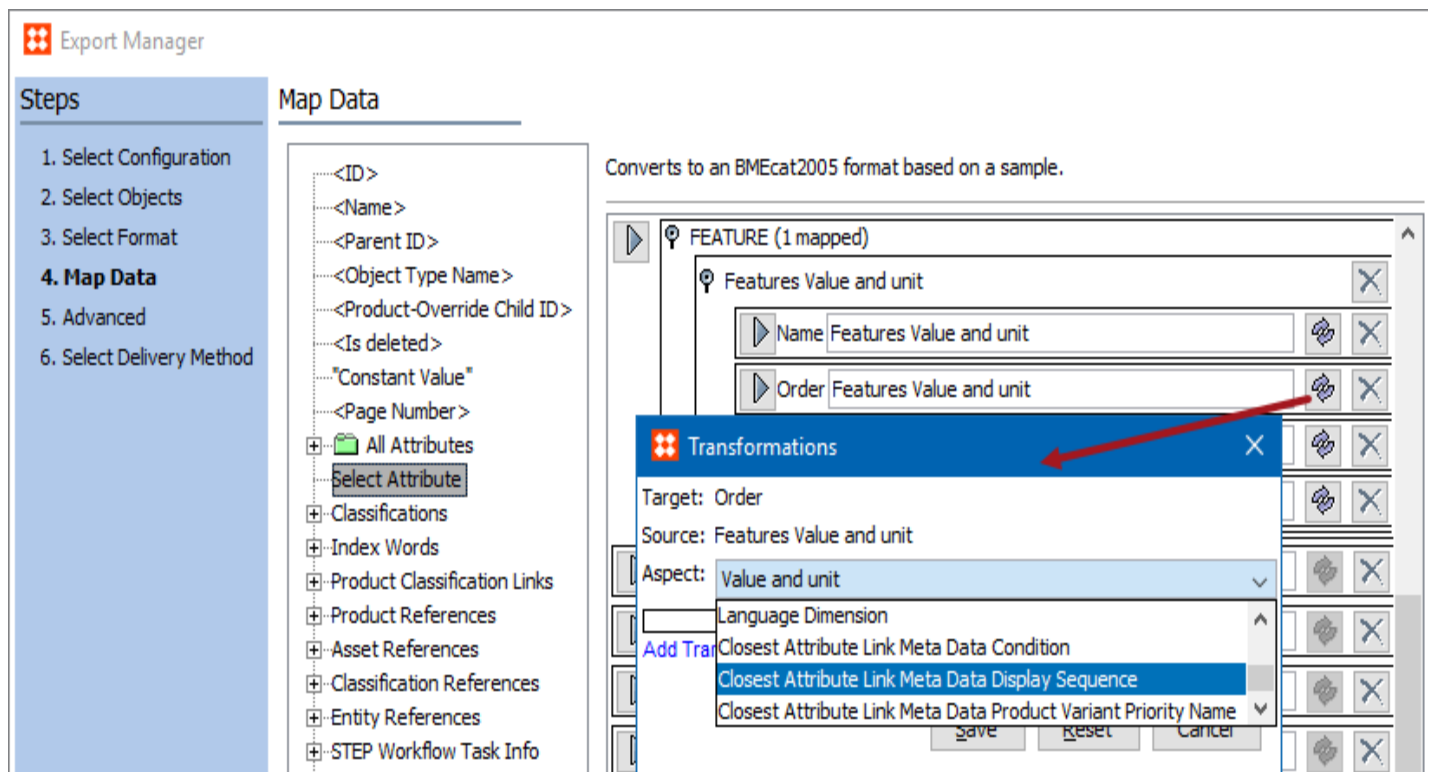 Export Manager
Steps
1. Select Configuration
2. Select Objects
3. Select Format
4. Map Data
5. Advanced
6. Select Delivery Method
Map Data
<ID>
<Name>
<Parent ID>
<Object Type Name>
<Product-Override Child ID>
<Is deleted>
"Constant Value"
<Page Number>
All Attributes
Select Attribute
Classifications
Index Words
Product Classification Links
Product References
Asset References
Classification References
Entity References
STEP Workflow Task Info
Converts to an BMEcat2005 format based on a sample.
FEATURE (1 mapped)
Features Value and unit
Name Features Value and unit
Order Features Value and unit
Transformations
Target: Order
Source: Features Value and unit
Aspect: Value and unit
Language Dimension
Add Tra
Closest Attribute Link Meta Data Condition
Closest Attribute Link Meta Data Display Sequence
Closest Attribute Link Meta Data Product Variant Priority Name
Save Reset Cancel